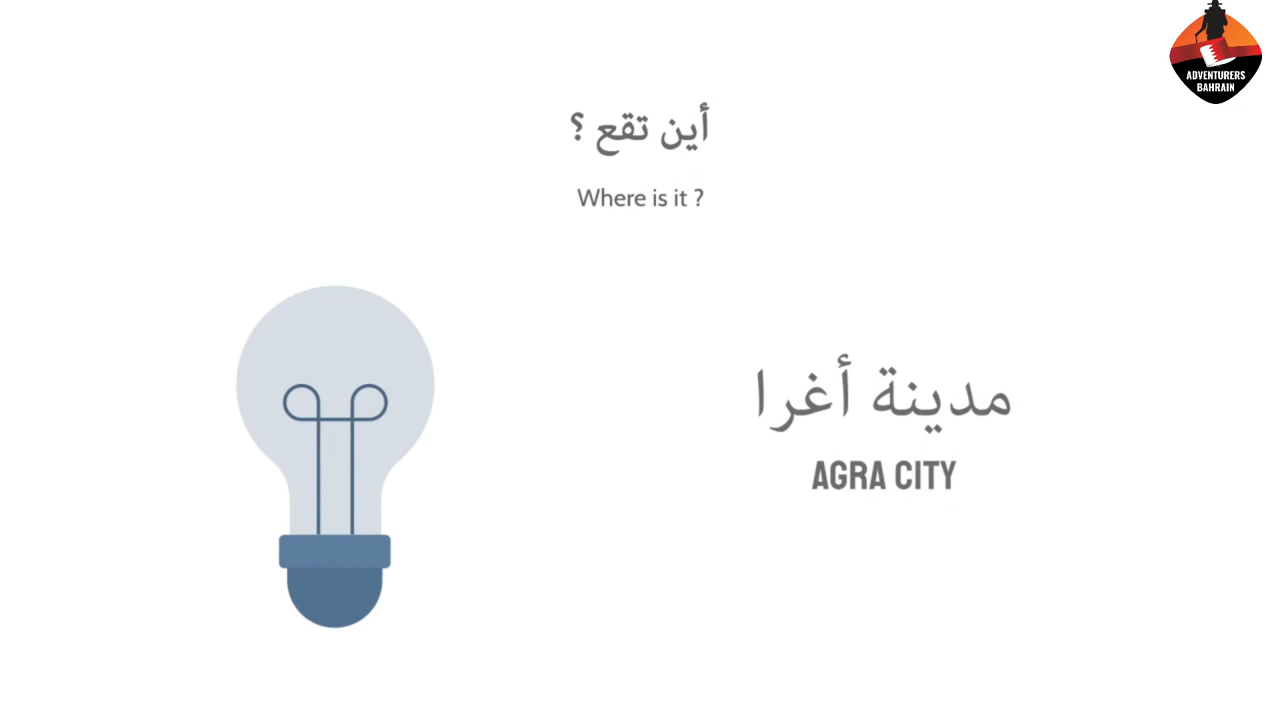 ADVENTURERS
BAHRAIN
أين تقع ؟
Where is it ?
مدينة أغرا
AGRA CITY